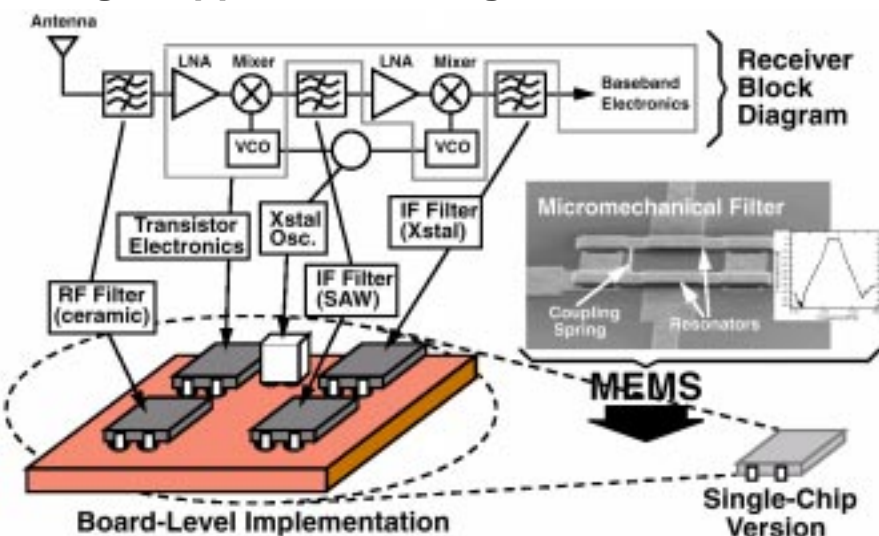 Antenna
LNA
Mixer
LNA
Mixer
Baseband
Electronics
VCO
VCO
Receiver
Block
Diagram
Transistor
Electronics
Xstal
Osc.
IF Filter
(Xstal)
RF Filter
(ceramic)
IF Filter
(SAW)
Micromechanical Filter
Coupling
Spring
Resonators
MEMS
Board-Level Implementation
Single-Chip
Version